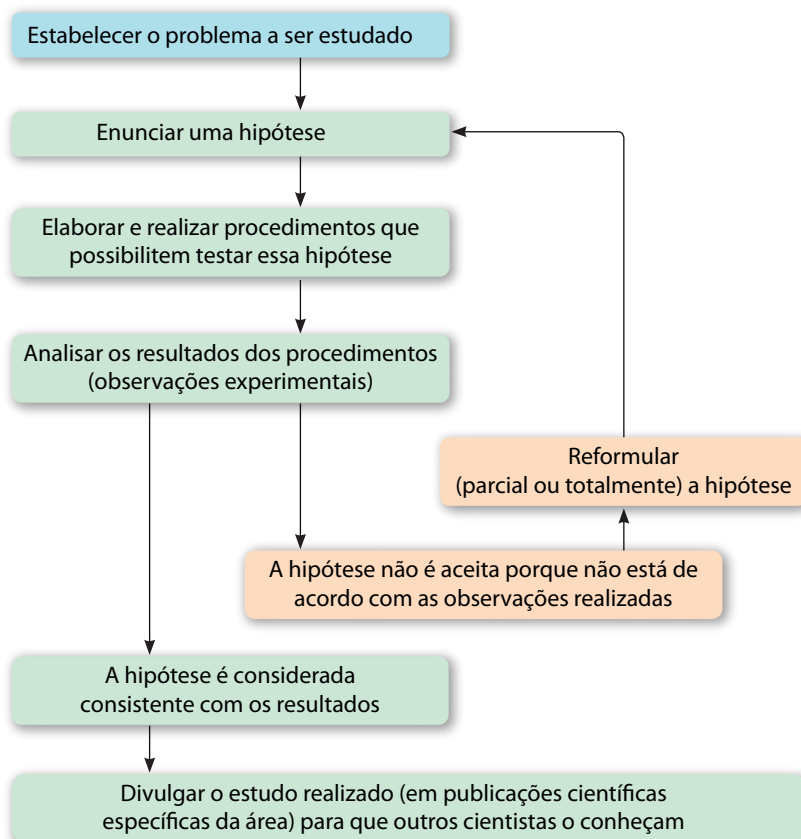 Estabelecer o problema a ser estudado
Enunciar uma hipótese
Elaborar e realizar procedimentos que
possibilitem testar essa hipótese
Analisar os resultados dos procedimentos
(observações experimentais)
Reformular
(parcial ou totalmente) a hipótese
A hipótese não é aceita porque não está de
acordo com as observações realizadas
A hipótese é considerada
consistente com os resultados
Divulgar o estudo realizado (em publicações científicas
específicas da área) para que outros cientistas o conheçam